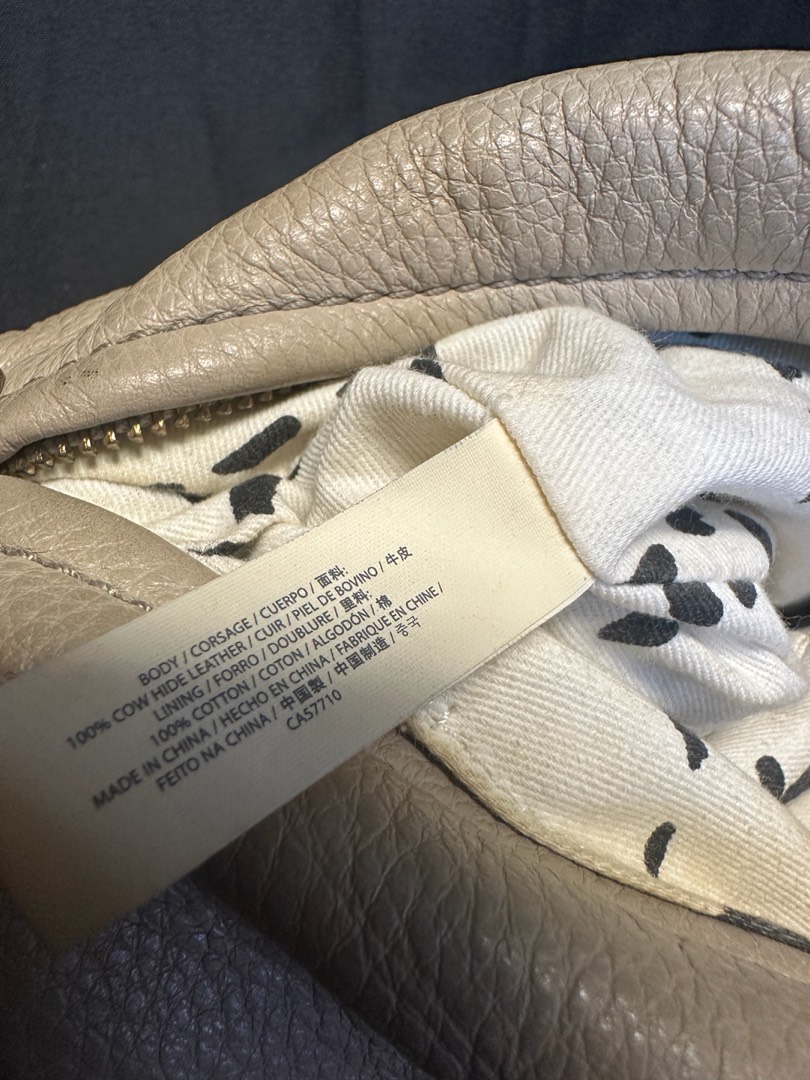 BODY / CORSAGE / CUERPO / 面料:
100% COW HIDE LEATHER / CUIR / PIEL DE BOVINO / 牛皮
LINING / FORRO / DOUBLURE / 里料:
100% COTTON / COTON / ALGODÓN / 棉
MADE IN CHINA / HECHO EN CHINA / FABRIQUE EN CHINE /
FEITO NA CHINA / 中国製 / 中国制造 / 중국
CA57710